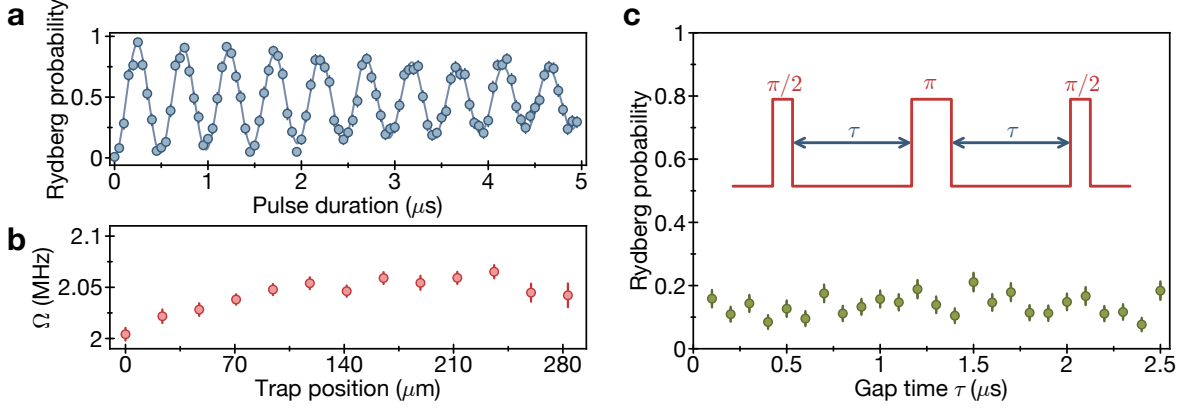 a
Rydberg probability
1
0.5
0
0 1 2 3 4 5
Pulse duration (μs)
b
Ω (MHz)
2.1
2.05
2
0 70 140 210 280
Trap position (μm)
c
Rydberg probability
1
0.8
0.6
0.4
0.2
0
π/2 π π/2
τ τ
0 0.5 1 1.5 2 2.5
Gap time τ (μs)